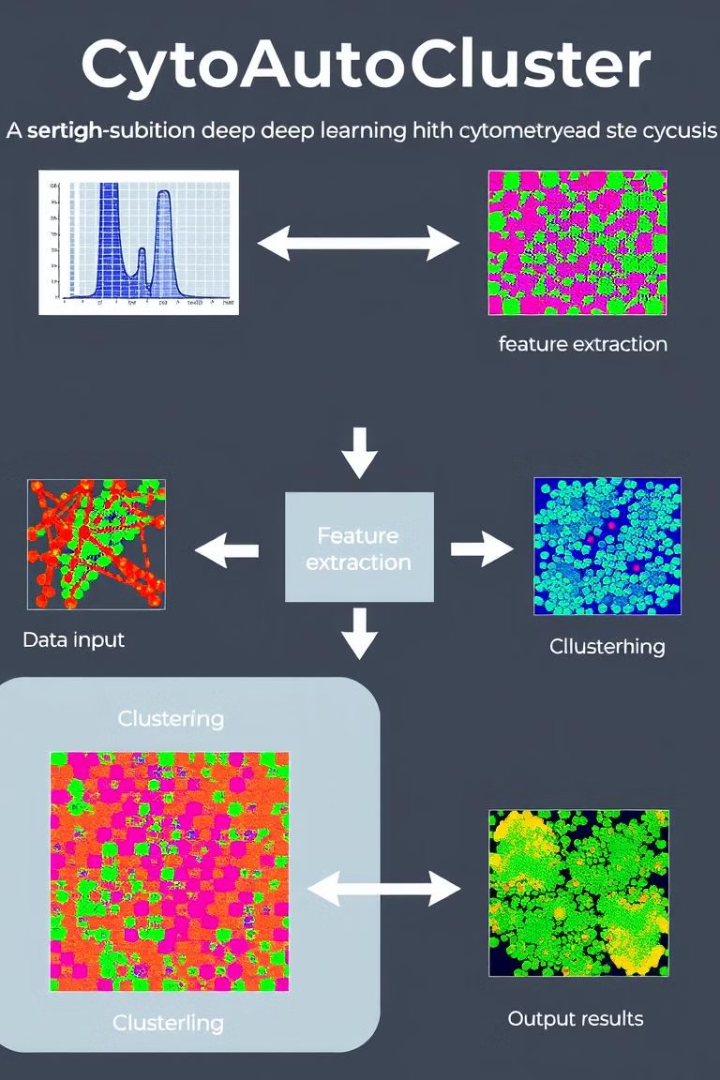 CytoAutoCluster
A sertigh-subition deep deep learning hith cytometryead ste cycusis
feature extraction
Feature
extraction
Data input
Cllusterhing
Clustering
Clusterling
Output results